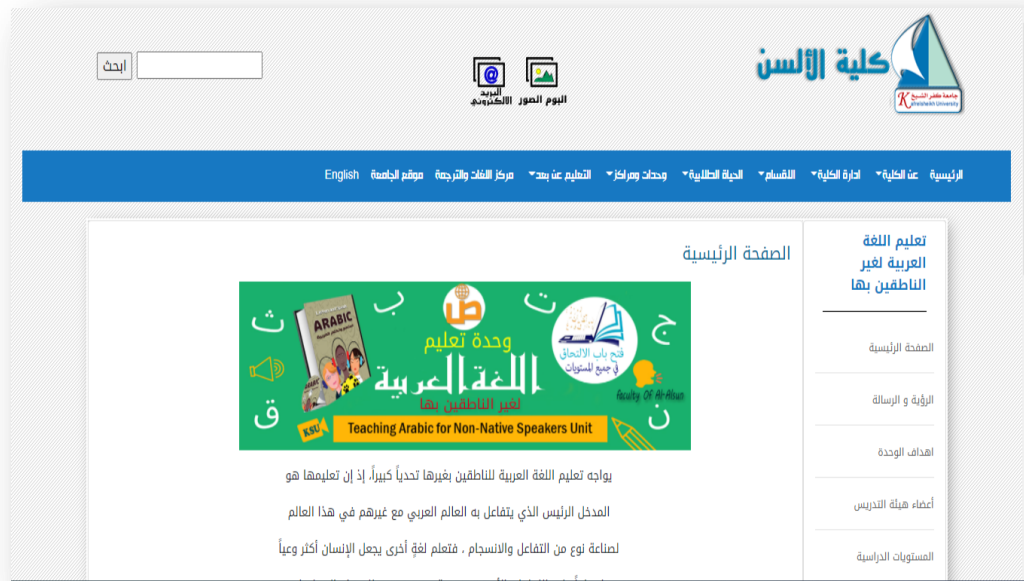 كلية الألسن
جامعة كفر الشيخ
Kafrelsheikh University
البوم الصور
البريد الالكتروني
ابحث
الرئيسية عن الكلية ادارة الكلية الاقسام الحياة الطلابية وحدات ومراكز التعليم عن بعد مركز اللغات والترجمة موقع الجامعة English
تعليم اللغة
العربية لغير
الناطقين بها
الصفحة الرئيسية
الرؤية و الرسالة
اهداف الوحدة
أعضاء هيئة التدريس
المستويات الدراسية
الصفحة الرئيسية
ض
ث ب ت ج
ARABIC
وحدة تعليم
اللغة العربية
لغير الناطقين بها
فتح باب الالتحاق
في جميع المستويات
Faculty Of Al-Alsun
ق ن
KSU
Teaching Arabic for Non-Native Speakers Unit
يواجه تعليم اللغة العربية للناطقين بغيرها تحدياً كبيراً، إذ إن تعليمها هو
المدخل الرئيس الذي يتفاعل به العالم العربي مع غيرهم في هذا العالم
لصناعة نوع من التفاعل والانسجام ، فتعلم لغةٍ أخرى يجعل الإنسان أكثر وعياً